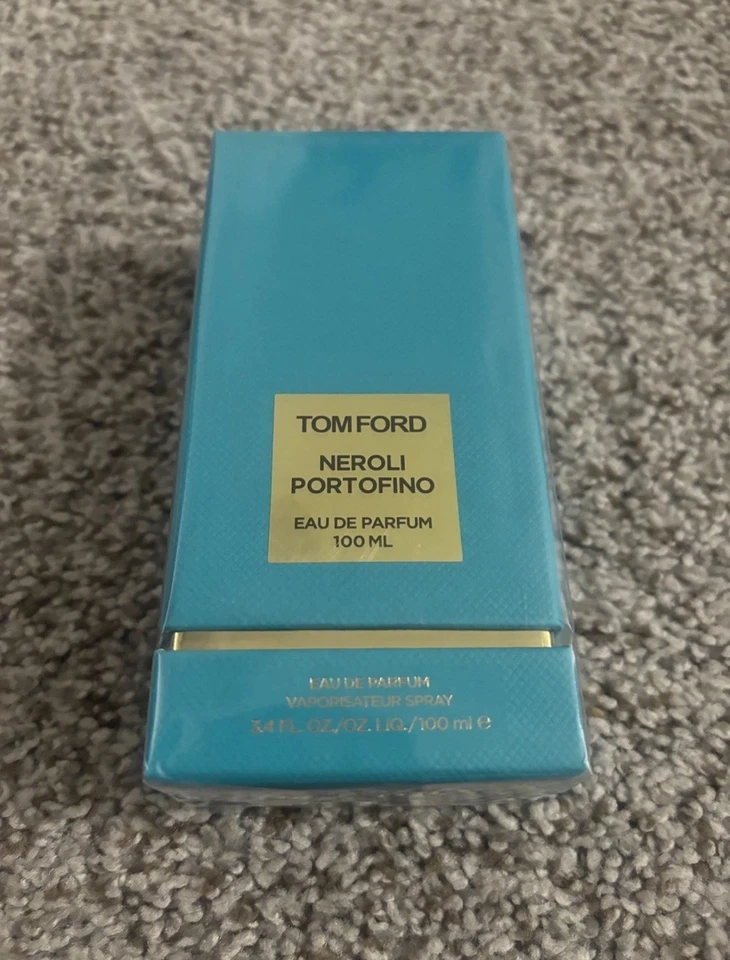 TOM FORD
NEROLI
PORTOFINO
EAU DE PARFUM
100 ML
EAU DE PARFUM
VAPORISATEUR SPRAY
3.4 FL. OZ./OZ. LIQ./100 ml ℮